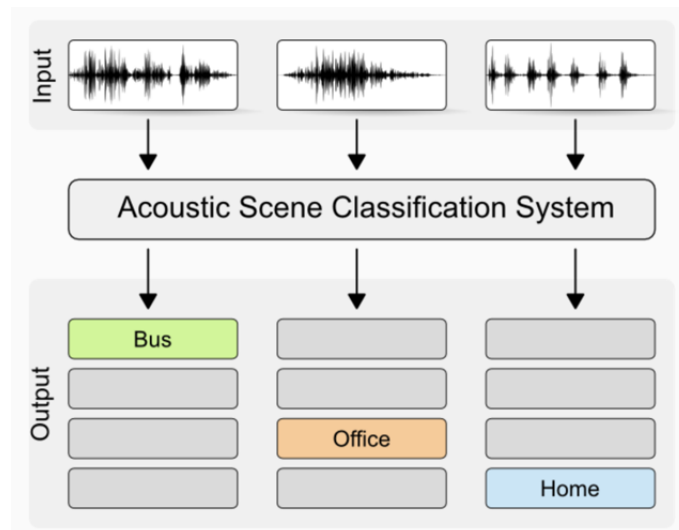 Input
Acoustic Scene Classification System
Output
Bus
Office
Home